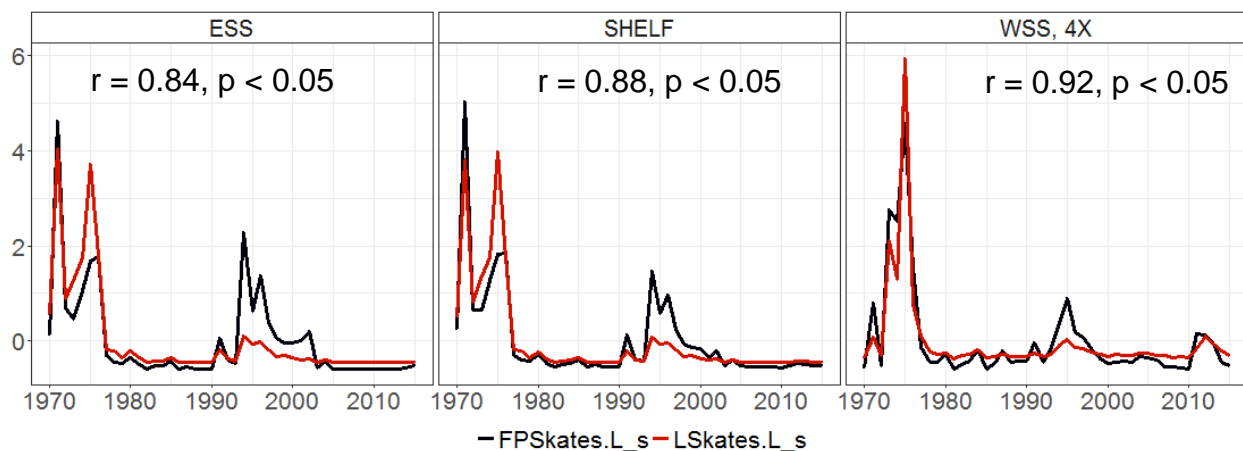 ESS SHELF WSS, 4X
r = 0.84, p < 0.05 r = 0.88, p < 0.05 r = 0.92, p < 0.05
6
4
2
0
1970 1980 1990 2000 2010 1970 1980 1990 2000 2010 1970 1980 1990 2000 2010
FPSkates.L_s LSkates.L_s